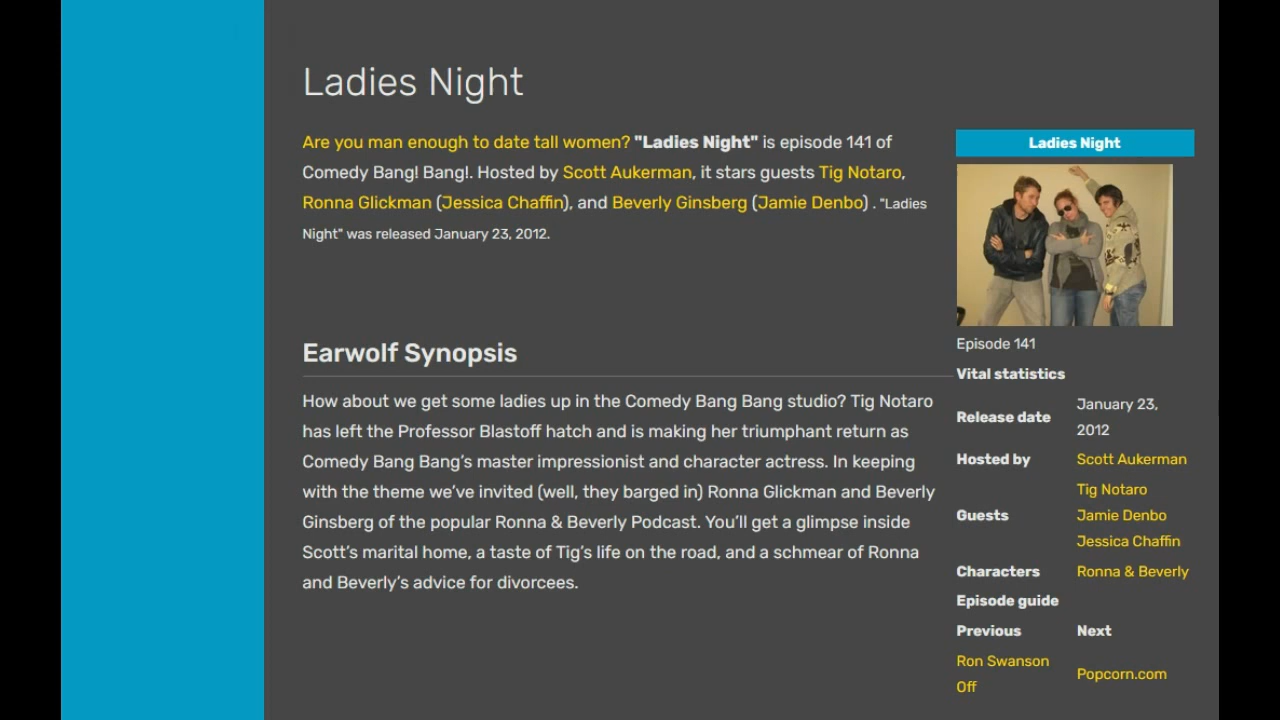 Ladies Night
Are you man enough to date tall women? "Ladies Night" is episode 141 of
Comedy Bang! Bang!. Hosted by Scott Aukerman, it stars guests Tig Notaro,
Ronna Glickman (Jessica Chaffin), and Beverly Ginsberg (Jamie Denbo) . "Ladies
Night" was released January 23, 2012.
Earwolf Synopsis
How about we get some ladies up in the Comedy Bang Bang studio? Tig Notaro
has left the Professor Blastoff hatch and is making her triumphant return as
Comedy Bang Bang’s master impressionist and character actress. In keeping
with the theme we’ve invited (well, they barged in) Ronna Glickman and Beverly
Ginsberg of the popular Ronna & Beverly Podcast. You’ll get a glimpse inside
Scott’s marital home, a taste of Tig’s life on the road, and a schmear of Ronna
and Beverly’s advice for divorcees.
Ladies Night
Episode 141
Vital statistics
Release date January 23,
2012
Hosted by Scott Aukerman
Guests Tig Notaro
Jamie Denbo
Jessica Chaffin
Characters Ronna & Beverly
Episode guide
Previous Next
Ron Swanson
Off
Popcorn.com